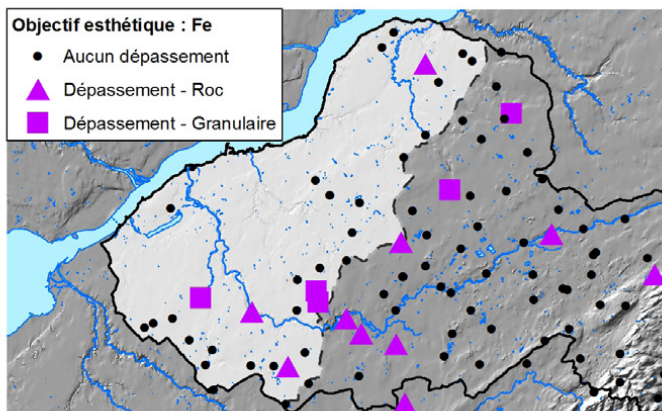 Objectif esthétique : Fe
Aucun dépassement
Dépassement - Roc
Dépassement - Granulaire